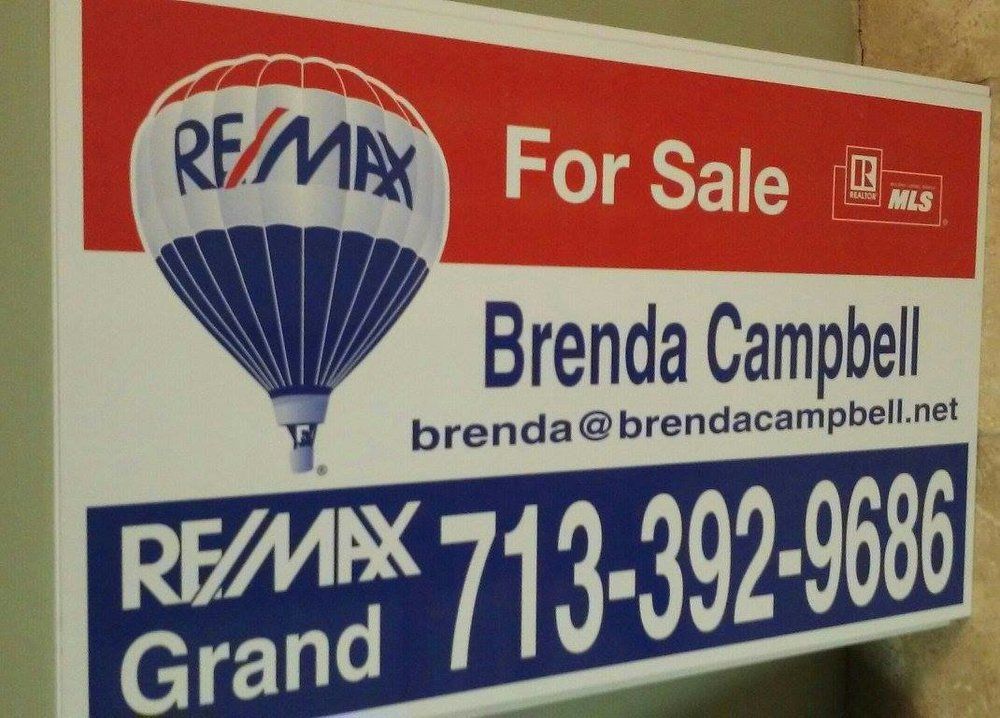 RE/MAX
For Sale
R
REALTOR
MLS
Brenda Campbell
brenda@brendacampbell.net
RE/MAX
Grand
713-392-9686